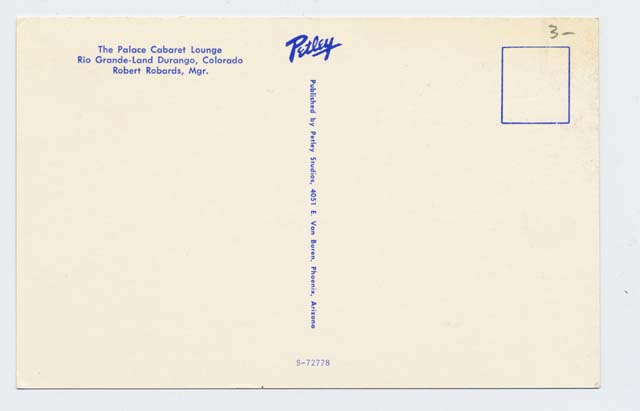 The Palace Cabaret Lounge
Rio Grande-Land Durango, Colorado
Robert Robards, Mgr.
Petley
Published by Petley Studios, 4051 E. Van Buren, Phoenix, Arizona
3-
S-72778